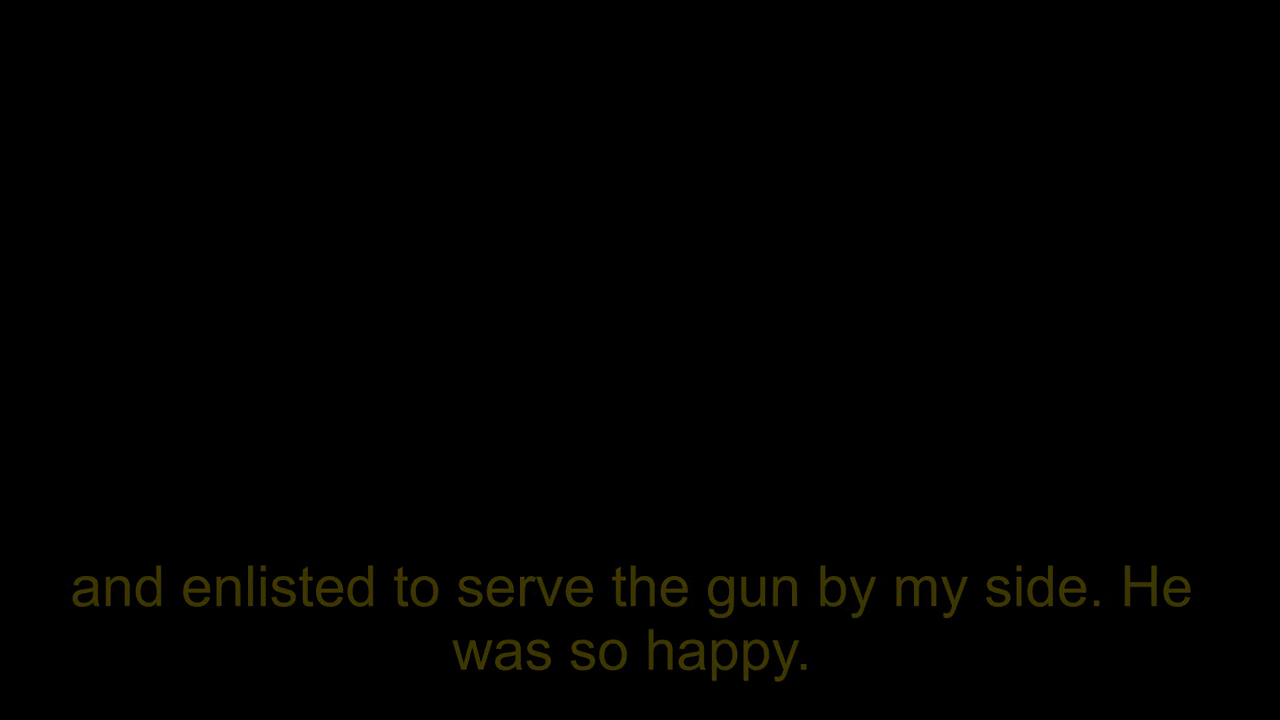 and enlisted to serve the gun by my side. He
was so happy.